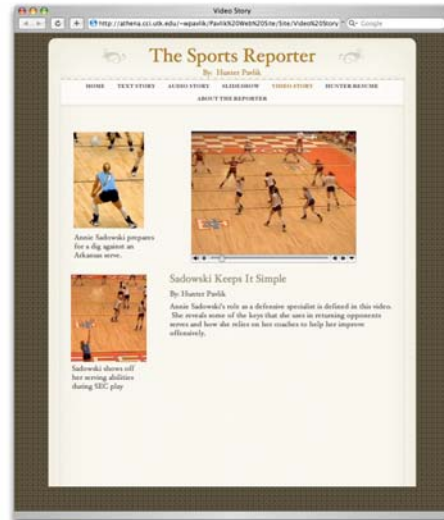 Video Story
http://athena.cci.utk.edu/~wpavlik/Pavlik%20Web%20Site/Site/Video%20Story
Google
The Sports Reporter
By: Hunter Pavlik
HOME TEXT STORY AUDIO STORY SLIDESHOW VIDEO STORY HUNTER RESUME
ABOUT THE REPORTER
Annie Sadowski prepares
for a dig against an
Arkansas serve.
Sadowski Keeps It Simple
By: Hunter Pavlik
Annie Sadowski's role as a defensive specialist is defined in this video.
She reveals some of the keys that she uses in returning opponents
serves and how she relies on her coaches to help her improve
offensively.
Sadowski shows off
her serving abilities
during SEC play